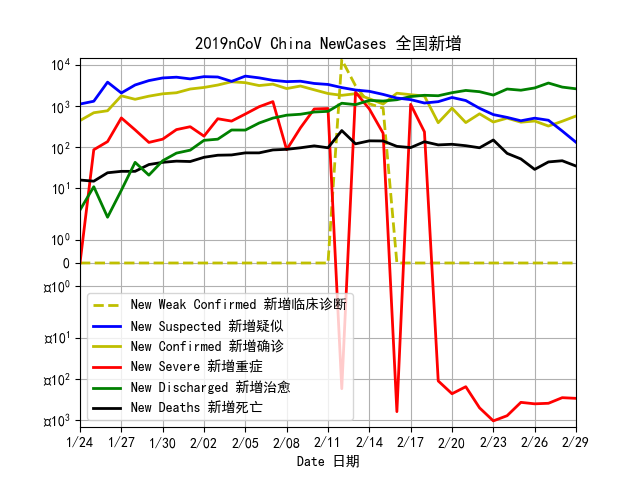 2019nCoV China NewCases 全国新增
10⁴
10³
10²
10¹
10⁰
0
¤10⁰
¤10¹
¤10²
¤10³
New Weak Confirmed 新增临床诊断
New Suspected 新增疑似
New Confirmed 新增确诊
New Severe 新增重症
New Discharged 新增治愈
New Deaths 新增死亡
1/24 1/27 1/30 2/02 2/05 2/08 2/11 2/14 2/17 2/20 2/23 2/26 2/29
Date 日期